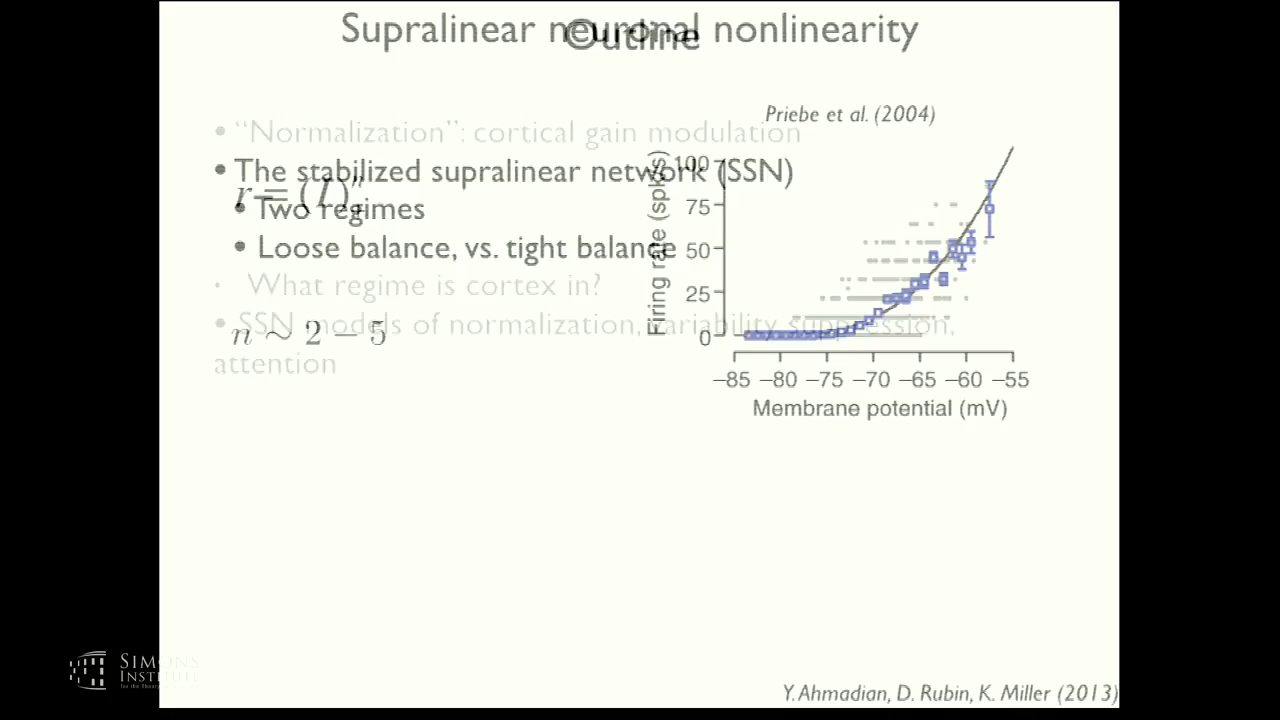 Supralinear neuronal nonlinearity
Outline
Priebe et al. (2004)
• “Normalization”: cortical gain modulation
• The stabilized supralinear network (SSN)
• Two regimes
• Loose balance, vs. tight balance
• What regime is cortex in?
• SSN models of normalization, variability suppression,
attention
r = (I)₊ⁿ
n ∼ 2 − 5
Firing rate (spk/s)
100
75
50
25
0
−85 −80 −75 −70 −65 −60 −55
Membrane potential (mV)
SIMONS
INSTITUTE
Y. Ahmadian, D. Rubin, K. Miller (2013)